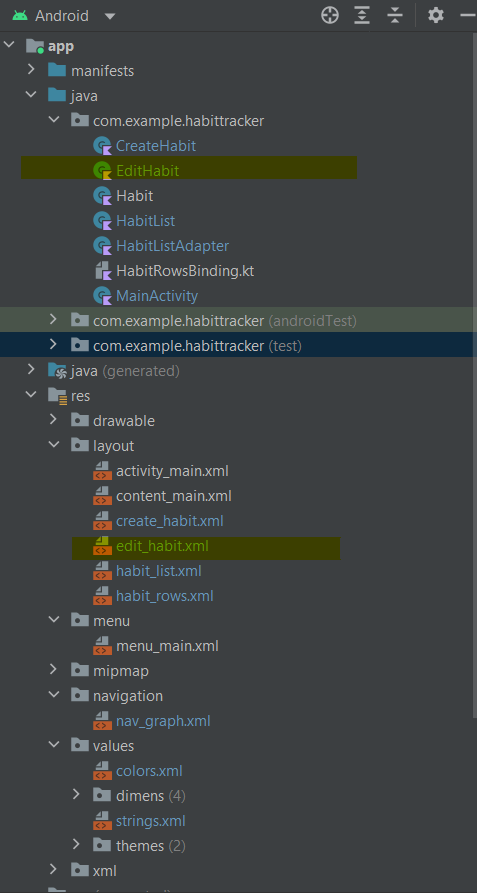 Android
app
manifests
java
com.example.habittracker
CreateHabit
EditHabit
Habit
HabitList
HabitListAdapter
HabitRowsBinding.kt
MainActivity
com.example.habittracker (androidTest)
com.example.habittracker (test)
java (generated)
res
drawable
layout
activity_main.xml
content_main.xml
create_habit.xml
edit_habit.xml
habit_list.xml
habit_rows.xml
menu
menu_main.xml
mipmap
navigation
nav_graph.xml
values
colors.xml
dimens (4)
strings.xml
themes (2)
xml